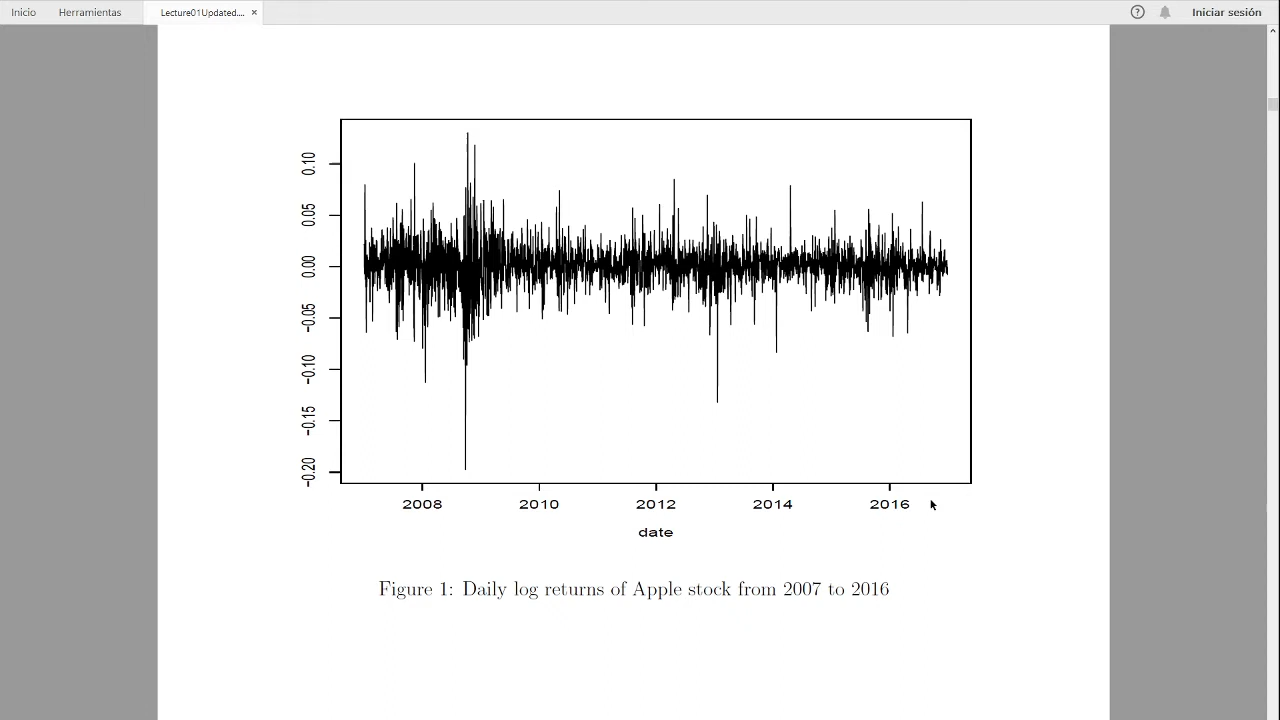 Inicio Herramientas Lecture01Updated.... × ? Iniciar sesión
0.10
0.05
0.00
-0.05
-0.10
-0.15
-0.20
2008 2010 2012 2014 2016
date
Figure 1: Daily log returns of Apple stock from 2007 to 2016